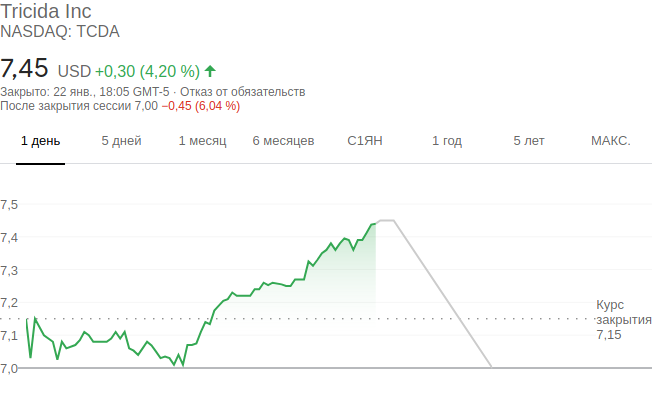 Tricida Inc
NASDAQ: TCDA
7,45 USD +0,30 (4,20 %)
Закрыто: 22 янв., 18:05 GMT-5 · Отказ от обязательств
После закрытия сессии 7,00 −0,45 (6,04 %)
1 день 5 дней 1 месяц 6 месяцев С1ЯН 1 год 5 лет МАКС.
7,5
7,4
7,3
7,2
7,1
7,0
Курс
закрытия
7,15